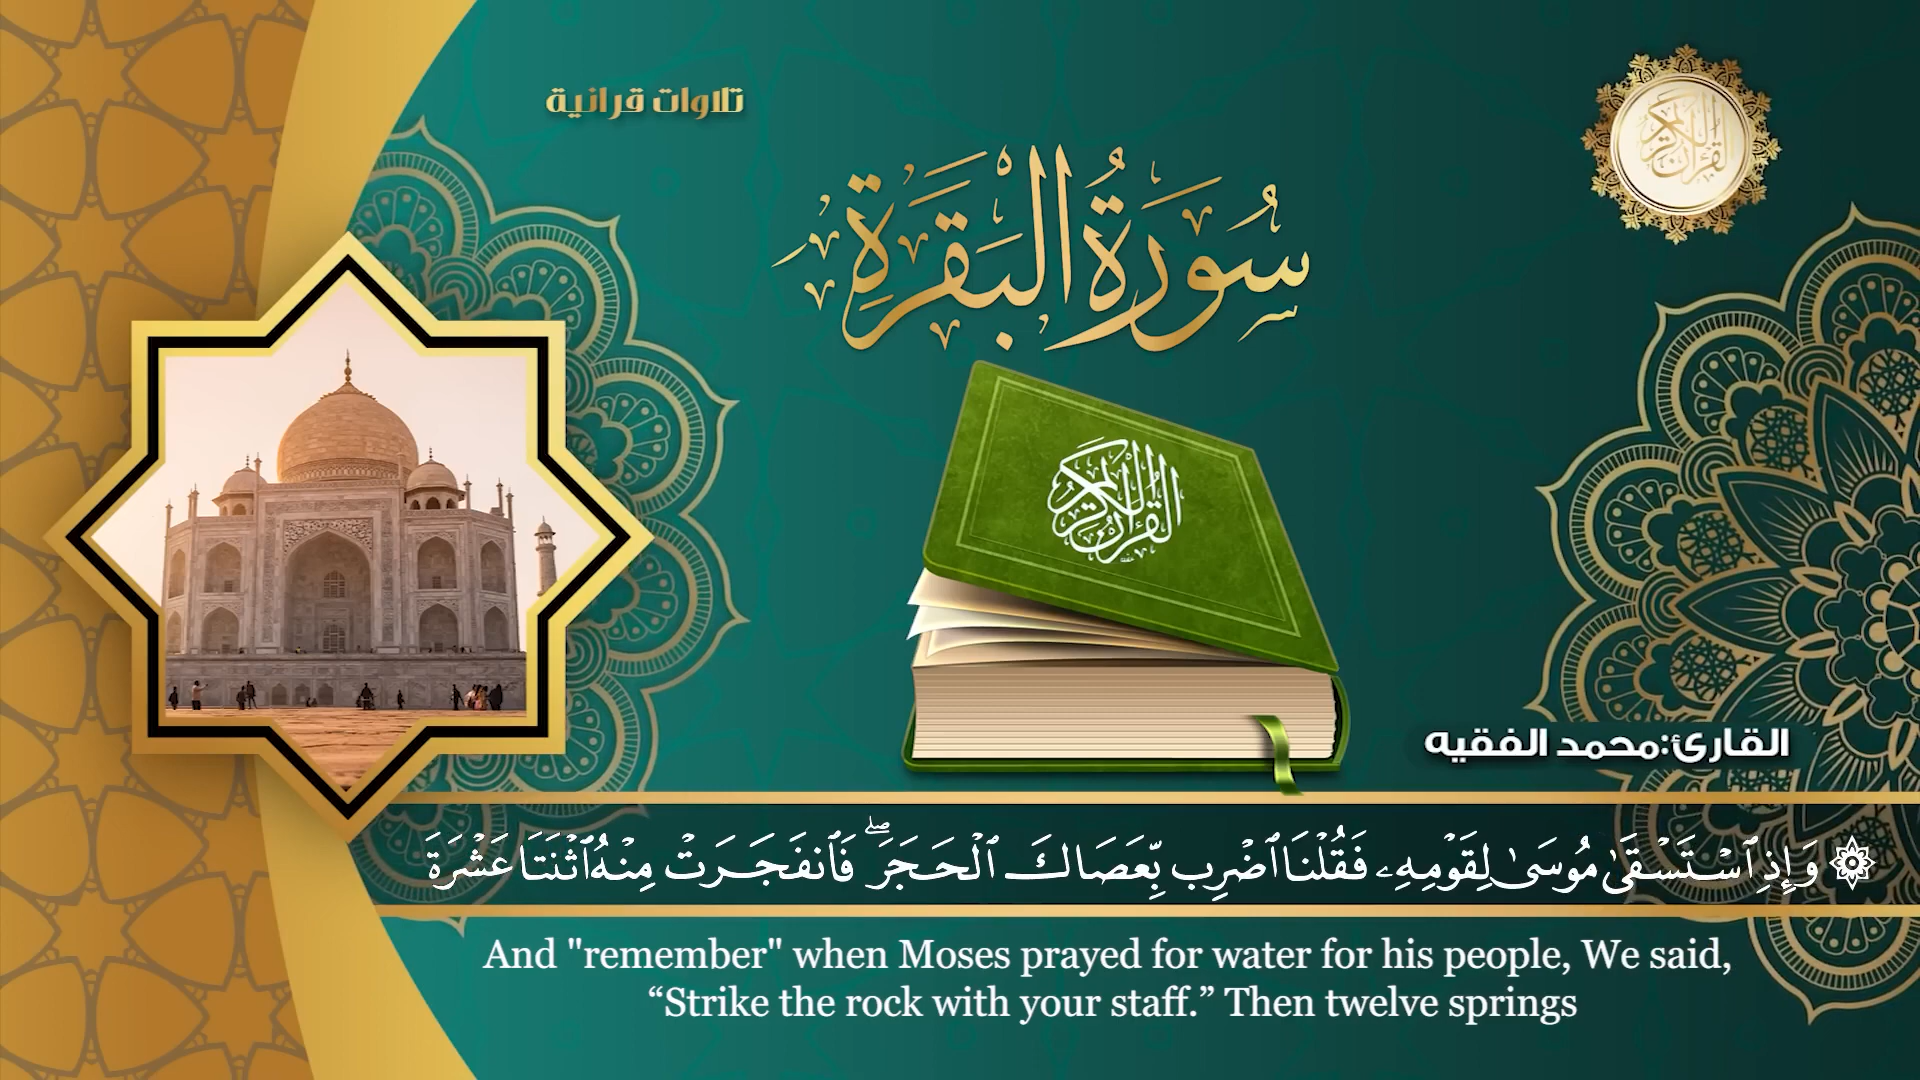 تلاوات قرانية
القرآن الكريم
سُورَةُ البَقَرَةِ
القرآن الكريم
القارئ:محمد الفقيه
۞ وَإِذِ ٱسْتَسْقَىٰ مُوسَىٰ لِقَوْمِهِۦ فَقُلْنَا ٱضْرِب بِّعَصَاكَ ٱلْحَجَرَ ۖ فَٱنفَجَرَتْ مِنْهُ ٱثْنَتَا عَشْرَةَ
And "remember" when Moses prayed for water for his people, We said,
“Strike the rock with your staff.” Then twelve springs